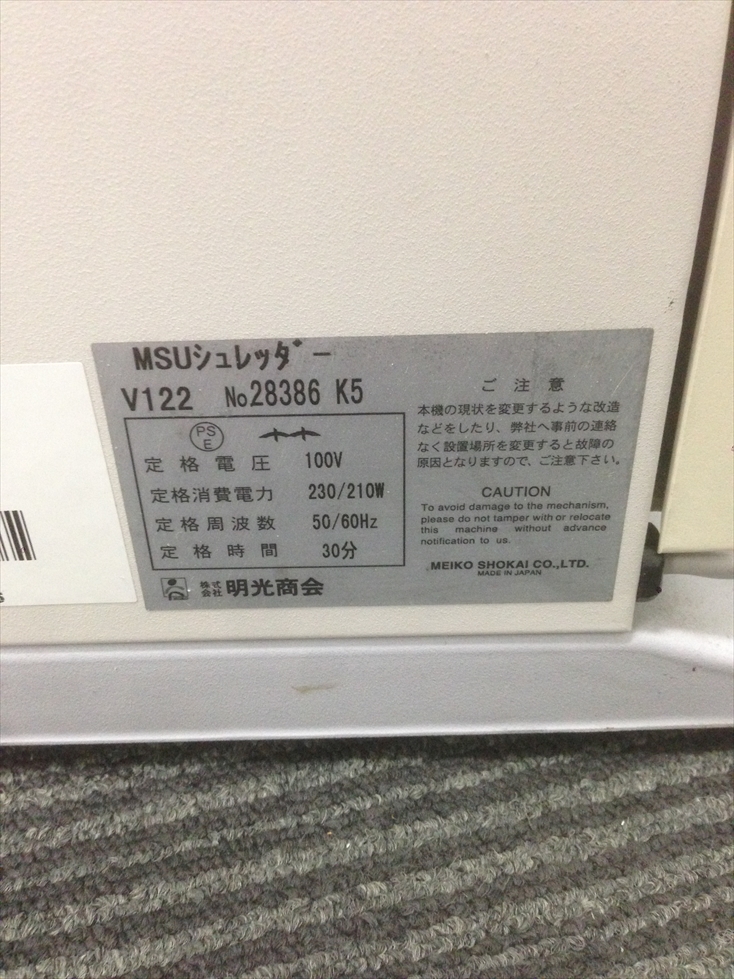 MSUシュレッダー
V122 No28386 K5
PS
E
定格電圧 100V
定格消費電力 230/210W
定格周波数 50/60Hz
定格時間 30分
株式会社 明光商会
ご注意
本機の現状を変更するような改造
などをしたり、弊社へ事前の連絡
なく設置場所を変更すると故障の
原因となりますので、ご注意下さい。
CAUTION
To avoid damage to the mechanism,
please do not tamper with or relocate
this machine without advance
notification to us.
MEIKO SHOKAI CO.,LTD.
MADE IN JAPAN